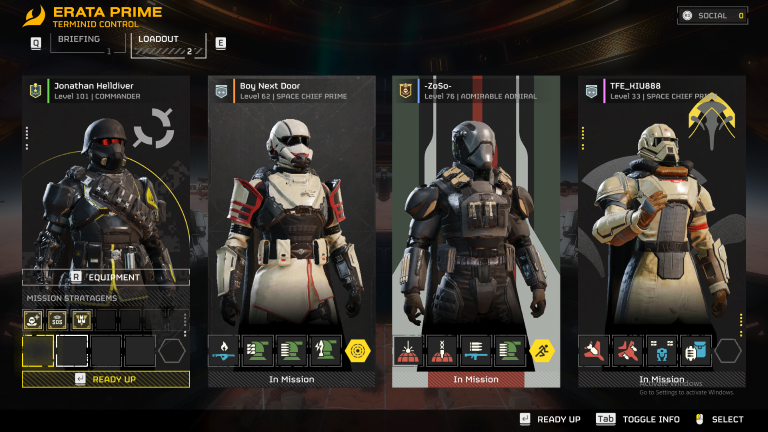 ERATA PRIME
TERMINID CONTROL
SOCIAL 0
Q BRIEFING 1 LOADOUT 2 E
Jonathan Helldiver
Level 101 | COMMANDER
Boy Next Door
Level 62 | SPACE CHIEF PRIME
-ZoSo-
Level 76 | ADMIRABLE ADMIRAL
TFE_HIU888
Level 33 | SPACE CHIEF PRIME
R EQUIPMENT
MISSION STRATAGEMS
SOS
READY UP
In Mission
In Mission
In Mission
Activate Windows
Go to Settings to activate Windows.
READY UP
Tab TOGGLE INFO
SELECT